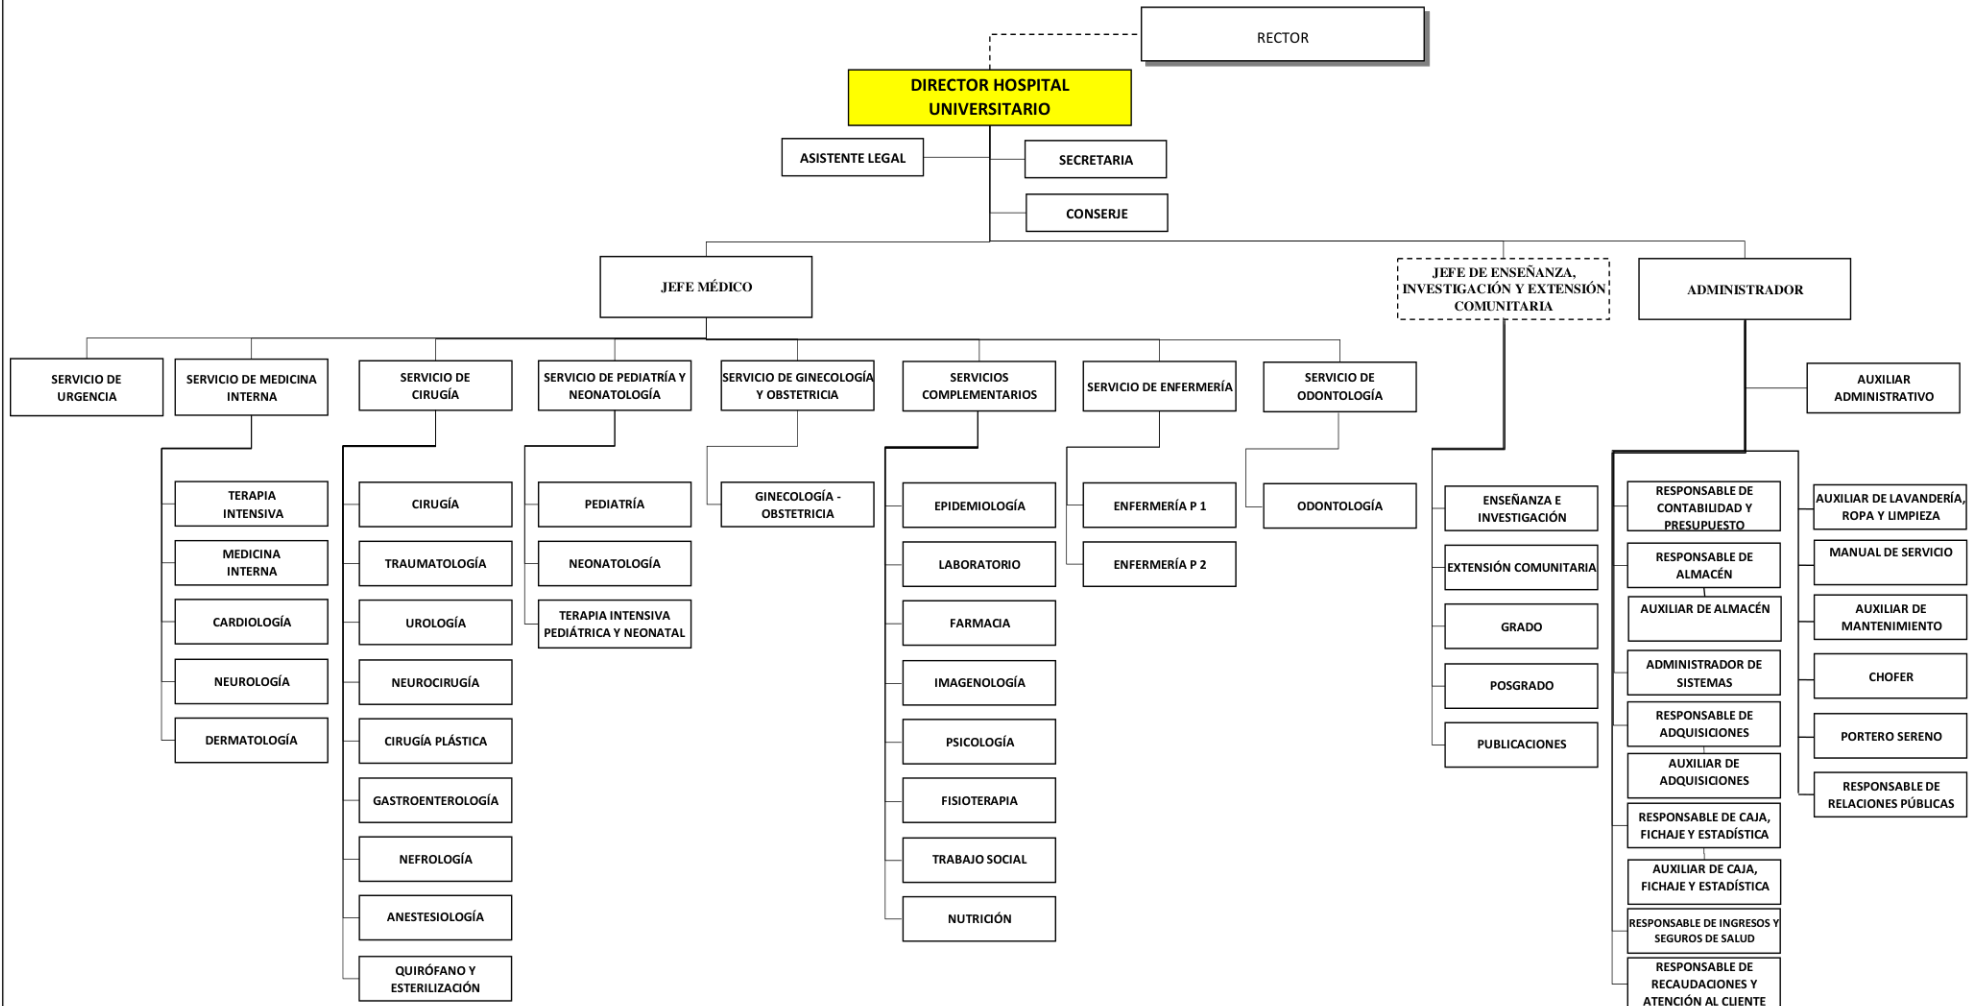 RECTOR
DIRECTOR HOSPITAL
UNIVERSITARIO
ASISTENTE LEGAL
SECRETARIA
CONSERJE
JEFE MÉDICO
JEFE DE ENSEÑANZA,
INVESTIGACIÓN Y EXTENSIÓN
COMUNITARIA
ADMINISTRADOR
SERVICIO DE
URGENCIA
SERVICIO DE MEDICINA
INTERNA
SERVICIO DE
CIRUGÍA
SERVICIO DE PEDIATRÍA Y
NEONATOLOGÍA
SERVICIO DE GINECOLOGÍA
Y OBSTETRICIA
SERVICIOS
COMPLEMENTARIOS
SERVICIO DE ENFERMERÍA
SERVICIO DE
ODONTOLOGÍA
AUXILIAR
ADMINISTRATIVO
TERAPIA
INTENSIVA
MEDICINA
INTERNA
CARDIOLOGÍA
NEUROLOGÍA
DERMATOLOGÍA
CIRUGÍA
TRAUMATOLOGÍA
UROLOGÍA
NEUROCIRUGÍA
CIRUGÍA PLÁSTICA
GASTROENTEROLOGÍA
NEFROLOGÍA
ANESTESIOLOGÍA
QUIRÓFANO Y
ESTERILIZACIÓN
PEDIATRÍA
NEONATOLOGÍA
TERAPIA INTENSIVA
PEDIÁTRICA Y NEONATAL
GINECOLOGÍA -
OBSTETRICIA
EPIDEMIOLOGÍA
LABORATORIO
FARMACIA
IMAGENOLOGÍA
PSICOLOGÍA
FISIOTERAPIA
TRABAJO SOCIAL
NUTRICIÓN
ENFERMERÍA P 1
ENFERMERÍA P 2
ODONTOLOGÍA
ENSEÑANZA E
INVESTIGACIÓN
EXTENSIÓN COMUNITARIA
GRADO
POSGRADO
PUBLICACIONES
RESPONSABLE DE
CONTABILIDAD Y
PRESUPUESTO
RESPONSABLE DE
ALMACÉN
AUXILIAR DE ALMACÉN
ADMINISTRADOR DE
SISTEMAS
RESPONSABLE DE
ADQUISICIONES
AUXILIAR DE
ADQUISICIONES
RESPONSABLE DE CAJA,
FICHAJE Y ESTADÍSTICA
AUXILIAR DE CAJA,
FICHAJE Y ESTADÍSTICA
RESPONSABLE DE INGRESOS Y
SEGUROS DE SALUD
RESPONSABLE DE
RECAUDACIONES Y
ATENCIÓN AL CLIENTE
AUXILIAR DE LAVANDERÍA,
ROPA Y LIMPIEZA
MANUAL DE SERVICIO
AUXILIAR DE
MANTENIMIENTO
CHOFER
PORTERO SERENO
RESPONSABLE DE
RELACIONES PÚBLICAS